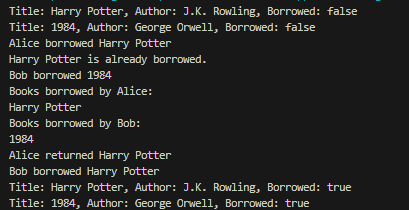 Title: Harry Potter, Author: J.K. Rowling, Borrowed: false
Title: 1984, Author: George Orwell, Borrowed: false
Alice borrowed Harry Potter
Harry Potter is already borrowed.
Bob borrowed 1984
Books borrowed by Alice:
Harry Potter
Books borrowed by Bob:
1984
Alice returned Harry Potter
Bob borrowed Harry Potter
Title: Harry Potter, Author: J.K. Rowling, Borrowed: true
Title: 1984, Author: George Orwell, Borrowed: true